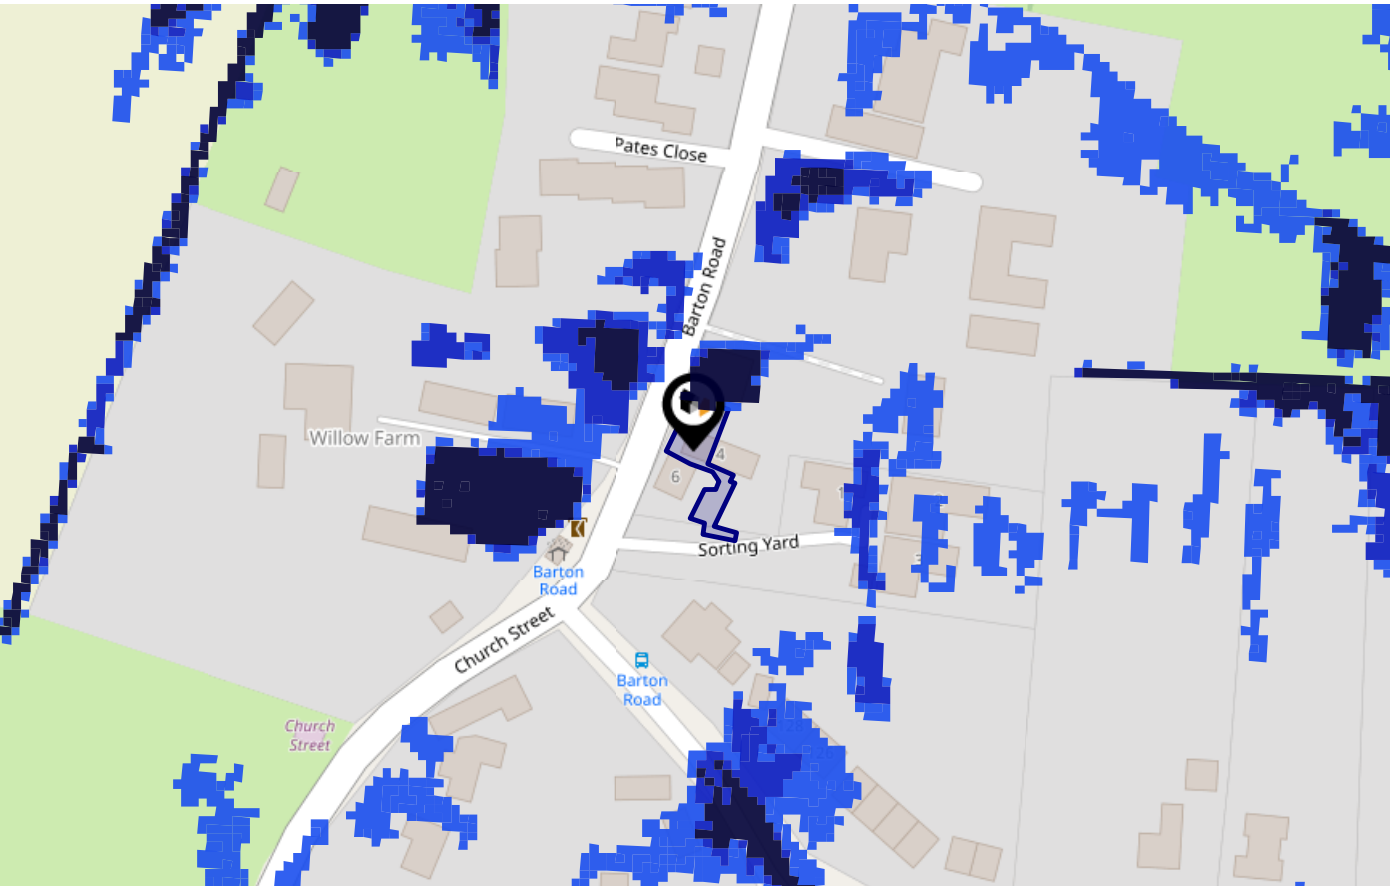 Pates Close
Barton Road
Willow Farm
4
6
Sorting Yard
Barton
Road
Church Street
Barton
Road
Church
Street